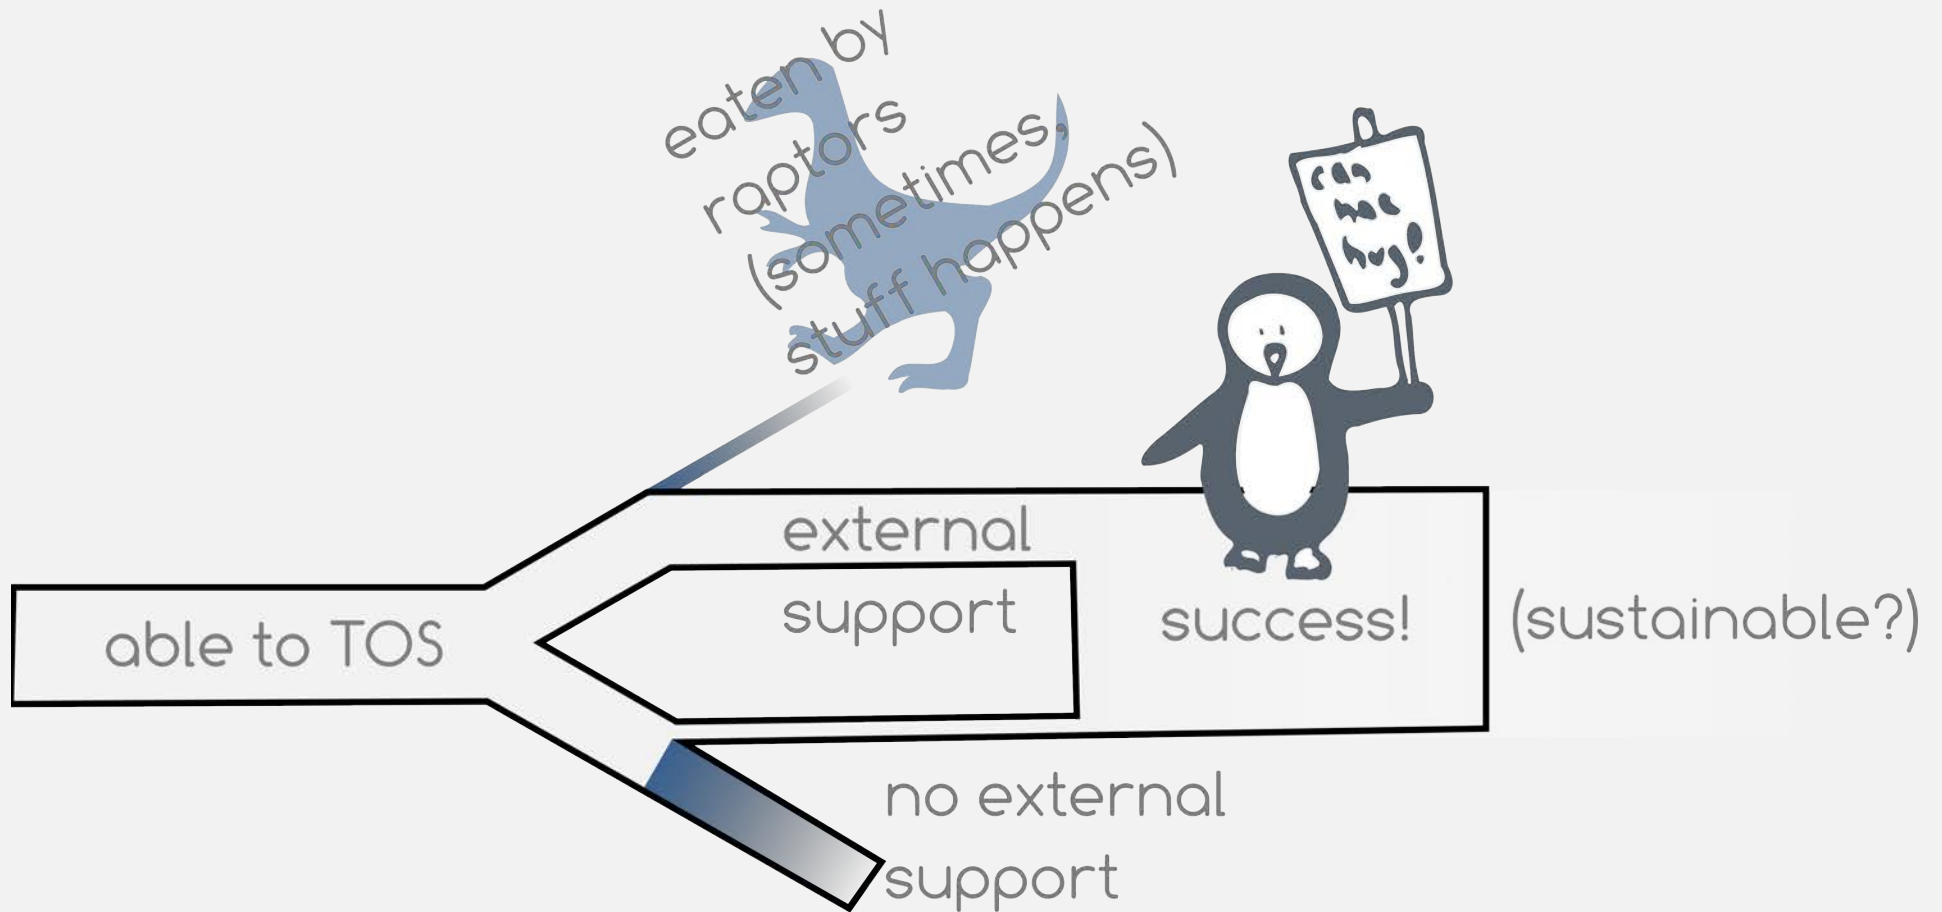 eaten by
raptors
(sometimes,
stuff happens)
can
has
hug?
external
support
able to TOS
success!
(sustainable?)
no external
support